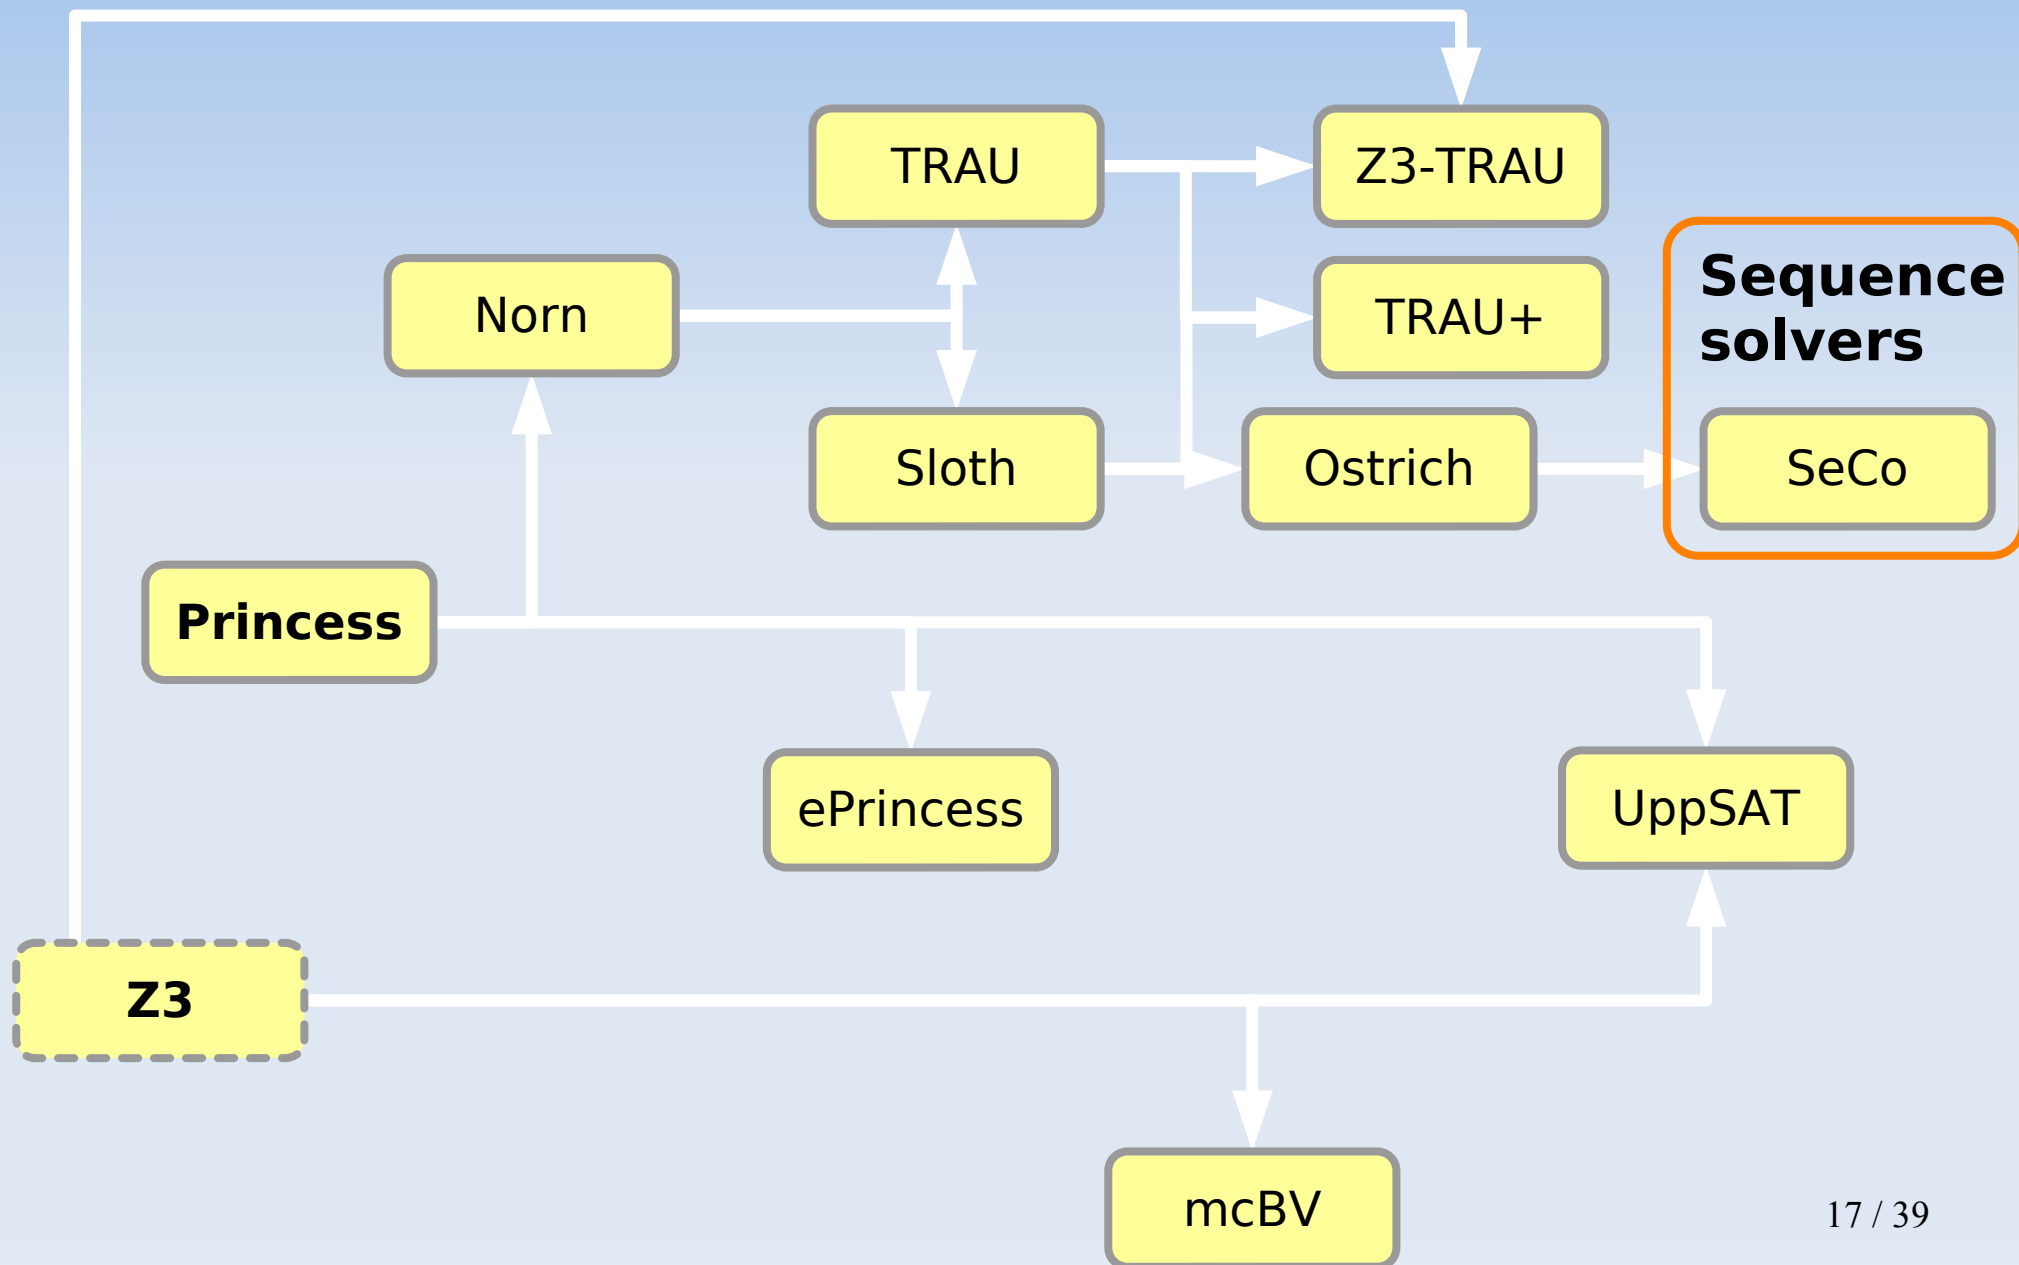 TRAU
Z3-TRAU
Norn
TRAU+
Sequence
solvers
Sloth
Ostrich
SeCo
Princess
ePrincess
UppSAT
Z3
mcBV
17 / 39